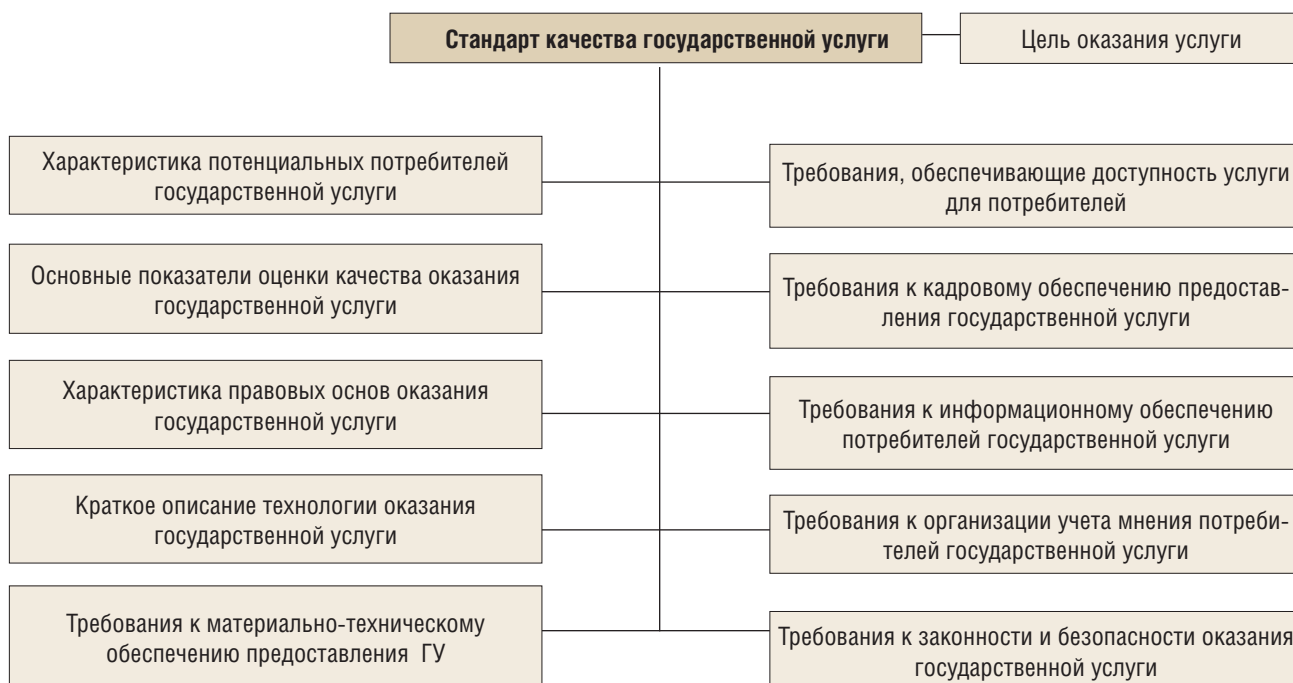 Стандарт качества государственной услуги
Цель оказания услуги
Характеристика потенциальных потребителей
государственной услуги
Требования, обеспечивающие доступность услуги
для потребителей
Основные показатели оценки качества оказания
государственной услуги
Требования к кадровому обеспечению предостав-
ления государственной услуги
Характеристика правовых основ оказания
государственной услуги
Требования к информационному обеспечению
потребителей государственной услуги
Краткое описание технологии оказания
государственной услуги
Требования к организации учета мнения потреби-
телей государственной услуги
Требования к материально-техническому
обеспечению предоставления ГУ
Требования к законности и безопасности оказания
государственной услуги